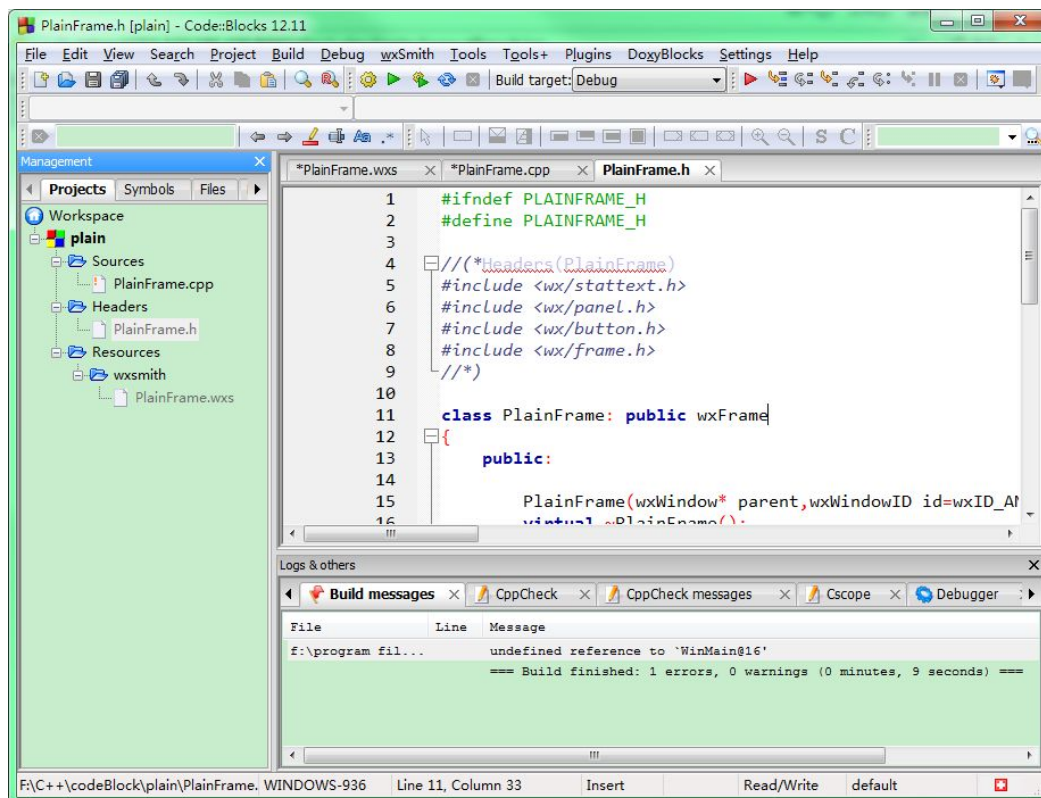 PlainFrame.h [plain] - Code::Blocks 12.11
File Edit View Search Project Build Debug wxSmith Tools Tools+ Plugins DoxyBlocks Settings Help
Build target: Debug
S C
Management
Projects Symbols Files
Workspace
plain
Sources
PlainFrame.cpp
Headers
PlainFrame.h
Resources
wxsmith
PlainFrame.wxs
*PlainFrame.wxs *PlainFrame.cpp PlainFrame.h
1 #ifndef PLAINFRAME_H
2 #define PLAINFRAME_H
3
4 //(*Headers(PlainFrame)
5 #include <wx/stattext.h>
6 #include <wx/panel.h>
7 #include <wx/button.h>
8 #include <wx/frame.h>
9 //*)
10
11 class PlainFrame: public wxFrame
12 {
13 public:
14
15 PlainFrame(wxWindow* parent,wxWindowID id=wxID_AN
16 virtual ~PlainFrame();
Logs & others
Build messages CppCheck CppCheck messages Cscope Debugger
File Line Message
f:\program fil... undefined reference to `WinMain@16'
=== Build finished: 1 errors, 0 warnings (0 minutes, 9 seconds) ===
F:\C++\codeBlock\plain\PlainFrame. WINDOWS-936 Line 11, Column 33 Insert Read/Write default